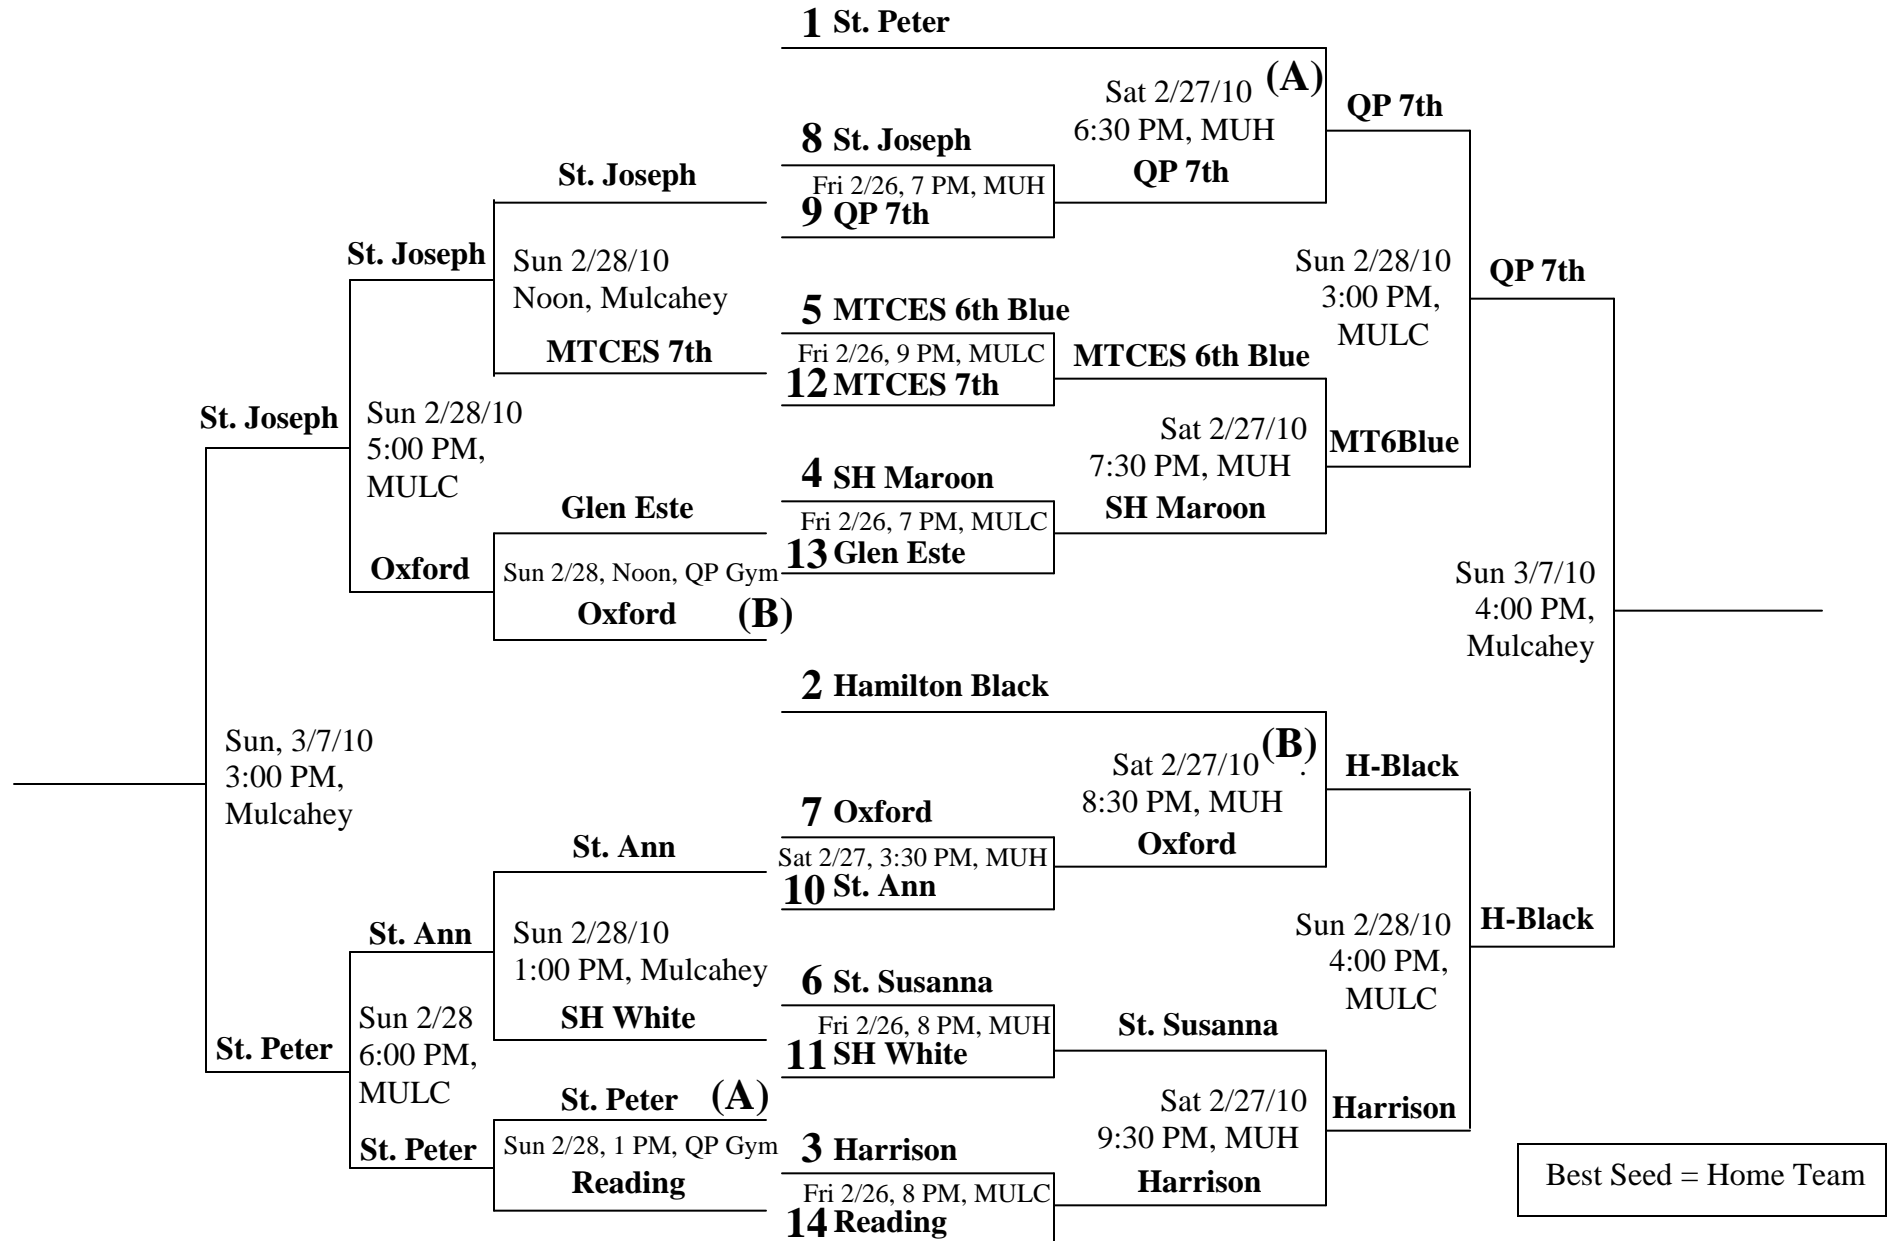 1 St. Peter
(A)
Sat 2/27/10
6:30 PM, MUH
QP 7th
QP 7th
8 St. Joseph
Fri 2/26, 7 PM, MUH
9 QP 7th
St. Joseph
St. Joseph
Sun 2/28/10
Noon, Mulcahey
MTCES 7th
Sun 2/28/10
3:00 PM,
MULC
QP 7th
5 MTCES 6th Blue
Fri 2/26, 9 PM, MULC
12 MTCES 7th
MTCES 6th Blue
St. Joseph
Sun 2/28/10
5:00 PM,
MULC
Sat 2/27/10
7:30 PM, MUH
SH Maroon
MT6Blue
4 SH Maroon
Fri 2/26, 7 PM, MULC
13 Glen Este
Glen Este
Oxford
Sun 2/28, Noon, QP Gym
Oxford (B)
Sun 3/7/10
4:00 PM,
Mulcahey
2 Hamilton Black
(B)
Sat 2/27/10 .
8:30 PM, MUH
Oxford
H-Black
Sun, 3/7/10
3:00 PM,
Mulcahey
7 Oxford
Sat 2/27, 3:30 PM, MUH
10 St. Ann
St. Ann
St. Ann
Sun 2/28/10
1:00 PM, Mulcahey
SH White
Sun 2/28/10
4:00 PM,
MULC
H-Black
6 St. Susanna
Fri 2/26, 8 PM, MUH
11 SH White
St. Susanna
St. Peter
Sun 2/28
6:00 PM,
MULC
St. Peter (A)
St. Peter
Sun 2/28, 1 PM, QP Gym
Reading
Sat 2/27/10
9:30 PM, MUH
Harrison
Harrison
3 Harrison
Fri 2/26, 8 PM, MULC
14 Reading
Best Seed = Home Team